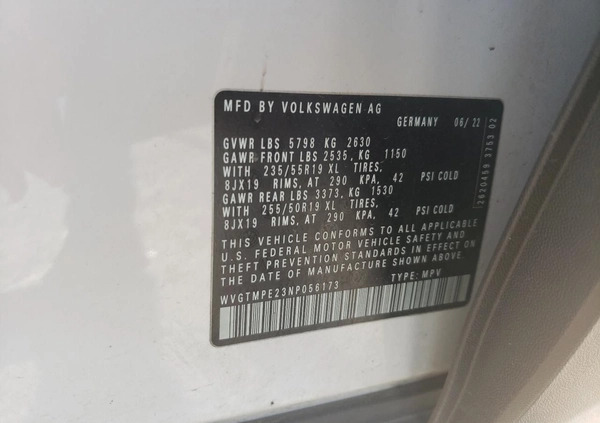 MFD BY VOLKSWAGEN AG
GERMANY 06/22
GVWR LBS 5798 KG 2630
GAWR FRONT LBS 2535, KG 1150
WITH 235/55R19 XL TIRES,
8JX19 RIMS, AT 290 KPA, 42 PSI COLD
GAWR REAR LBS 3373, KG 1530
WITH 255/50R19 XL TIRES,
8JX19 RIMS, AT 290 KPA, 42 PSI COLD
THIS VEHICLE CONFORMS TO ALL APPLICABLE
U.S. FEDERAL MOTOR VEHICLE SAFETY AND
THEFT PREVENTION STANDARDS IN EFFECT ON
THE DATE OF MANUFACTURE SHOWN ABOVE.
WVGTMPE23NP056173 TYPE: MPV
2620459 3753 02